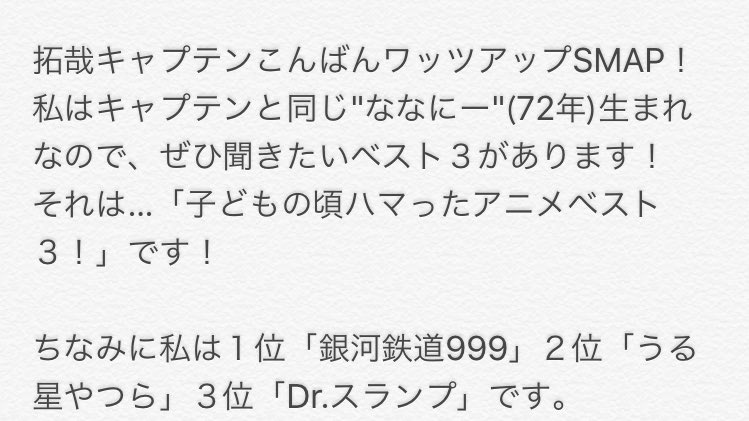 拓哉キャプテンこんばんワッツアップSMAP！
私はキャプテンと同じ"ななにー"(72年)生まれ
なので、ぜひ聞きたいベスト３があります！
それは...「子どもの頃ハマったアニメベスト
３！」です！
ちなみに私は１位「銀河鉄道999」２位「うる
星やつら」３位「Dr.スランプ」です。